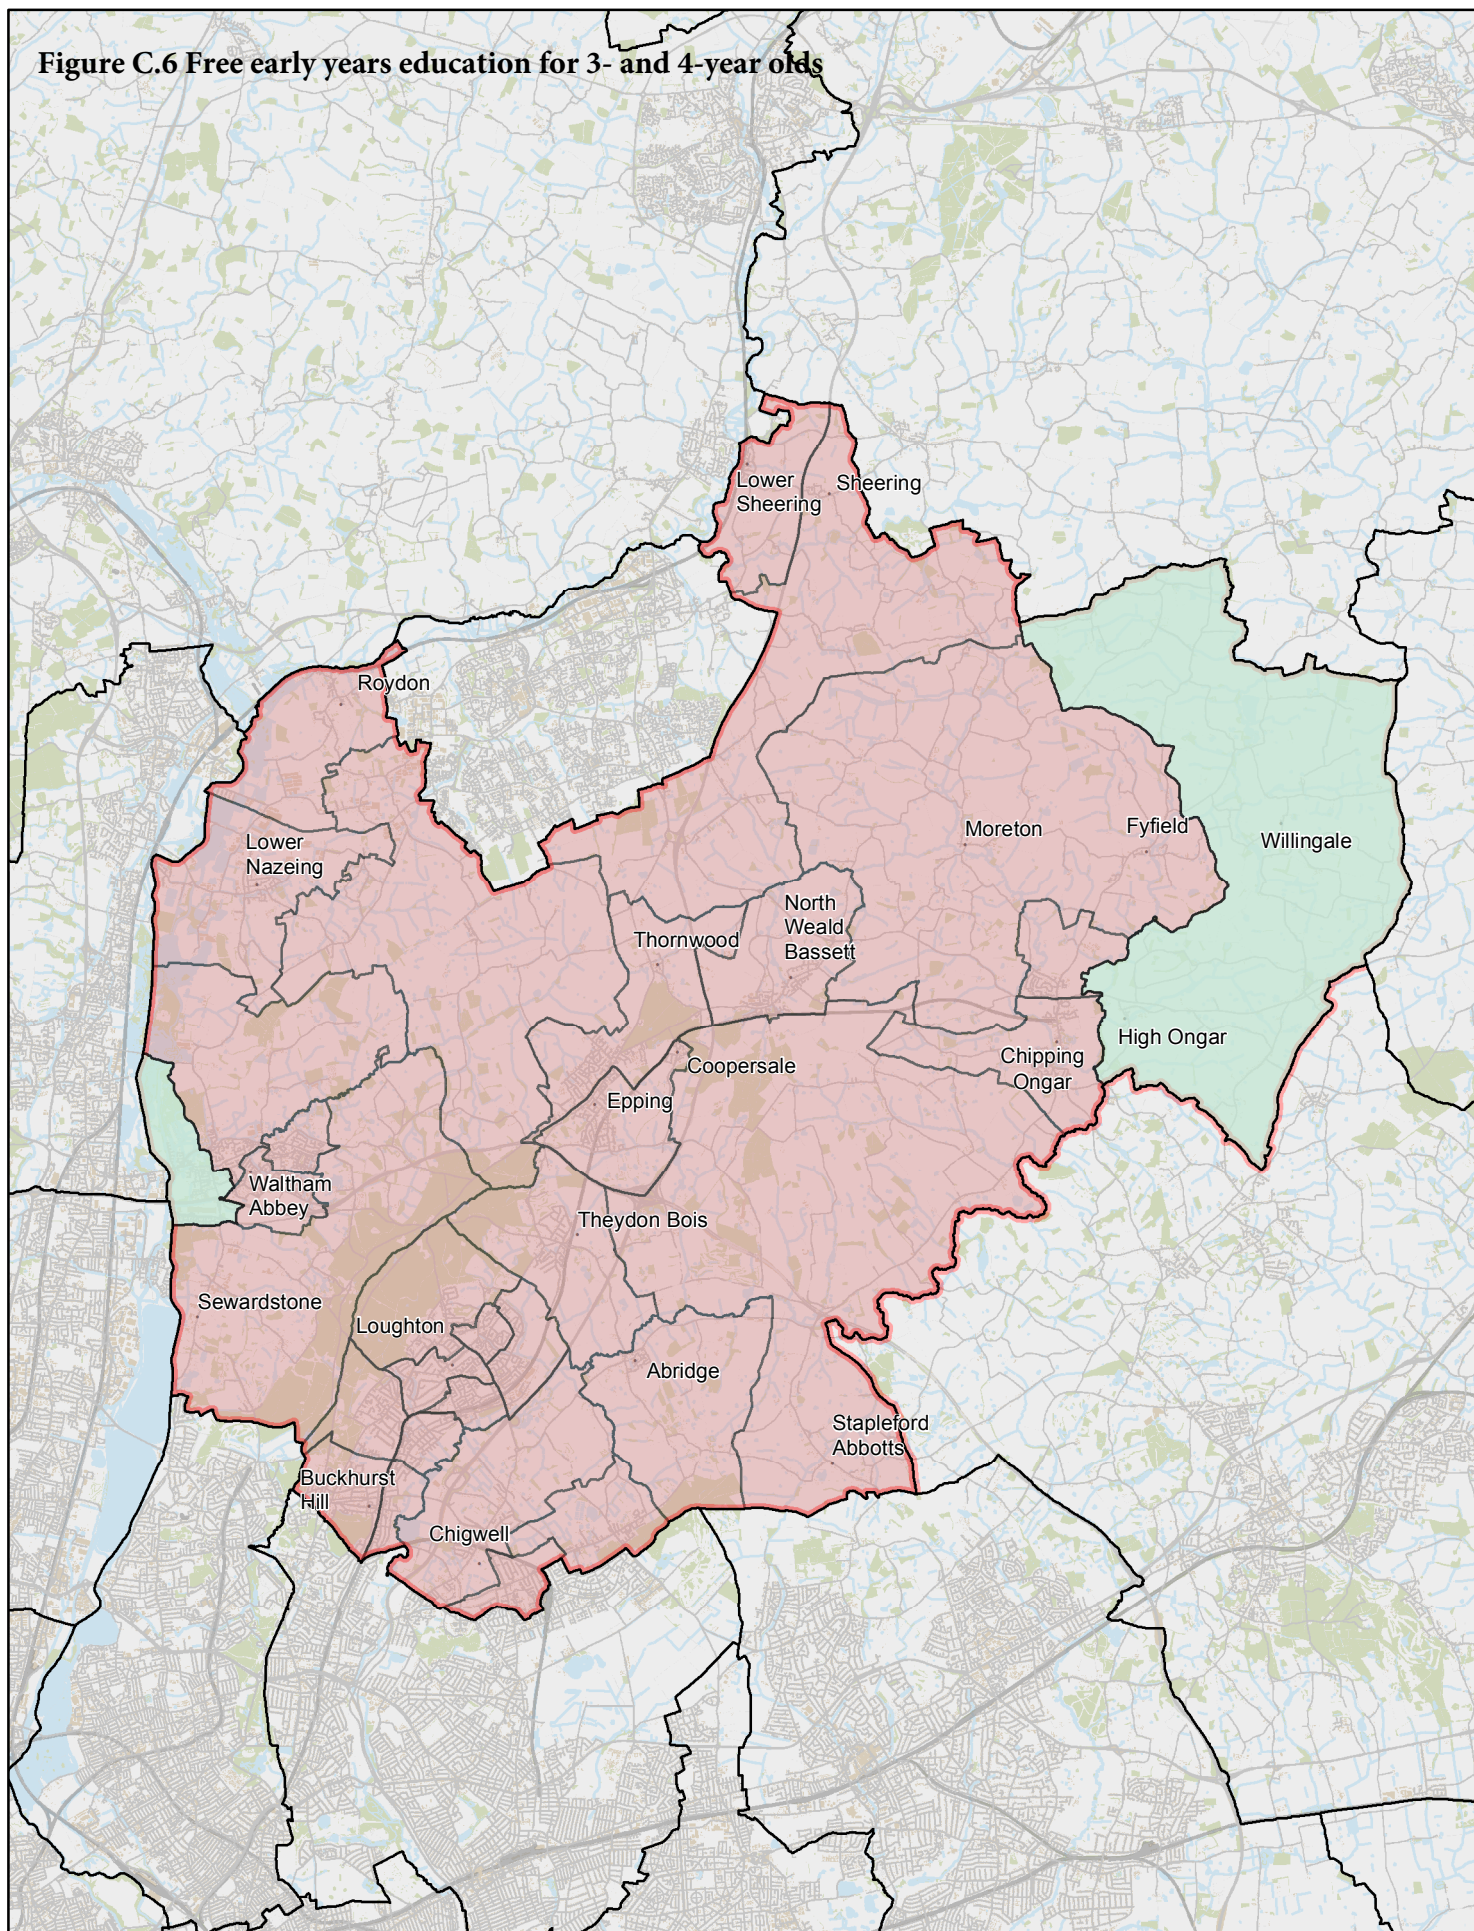 Figure C.6 Free early years education for 3- and 4-year olds
Lower
Sheering
Sheering
Roydon
Lower
Nazeing
Moreton
Fyfield
Willingale
North
Weald
Bassett
Thornwood
High Ongar
Chipping
Ongar
Coopersale
Epping
Waltham
Abbey
Theydon Bois
Sewardstone
Loughton
Abridge
Stapleford
Abbotts
Buckhurst
Hill
Chigwell